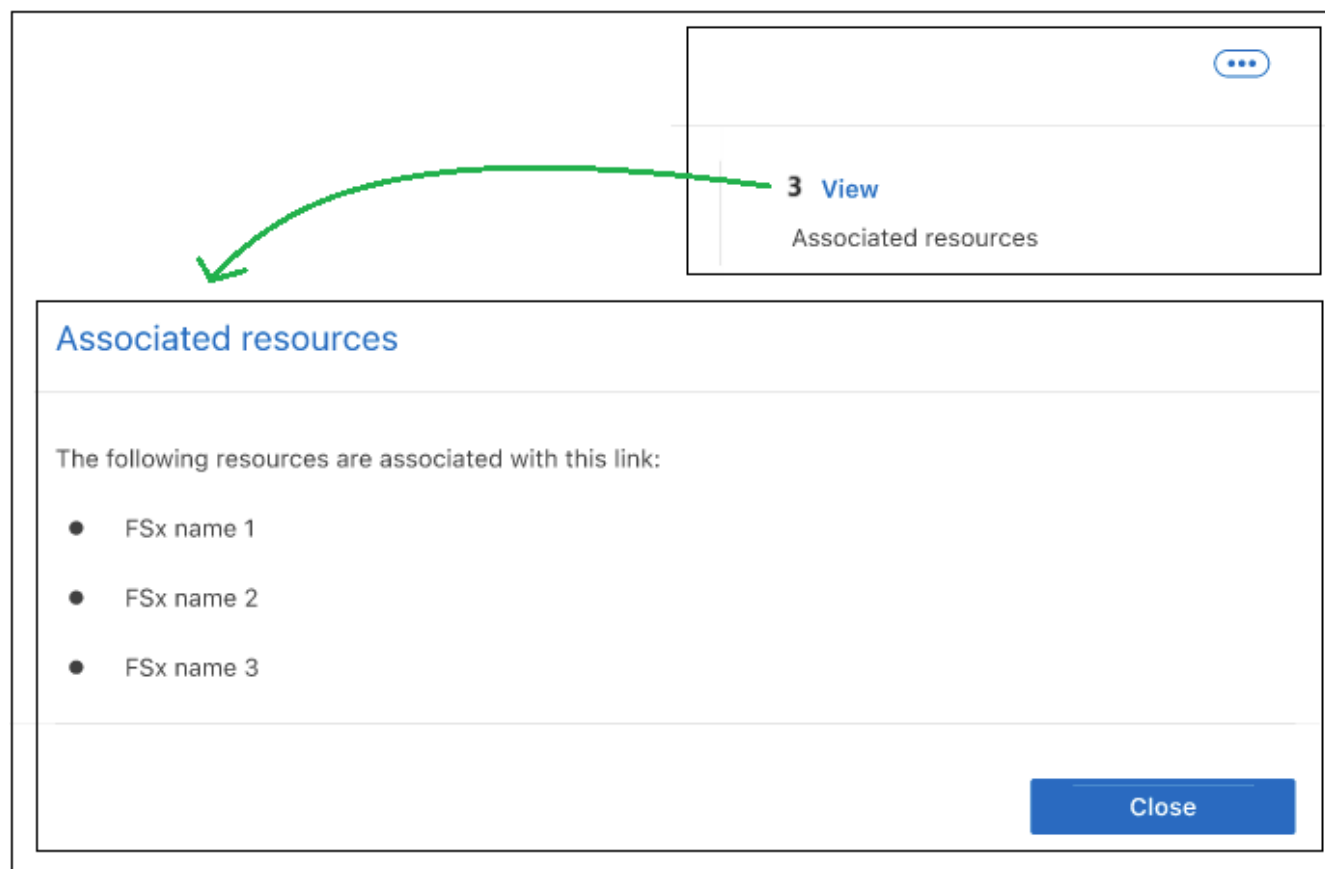 3 View
Associated resources
Associated resources
The following resources are associated with this link:
● FSx name 1
● FSx name 2
● FSx name 3
Close